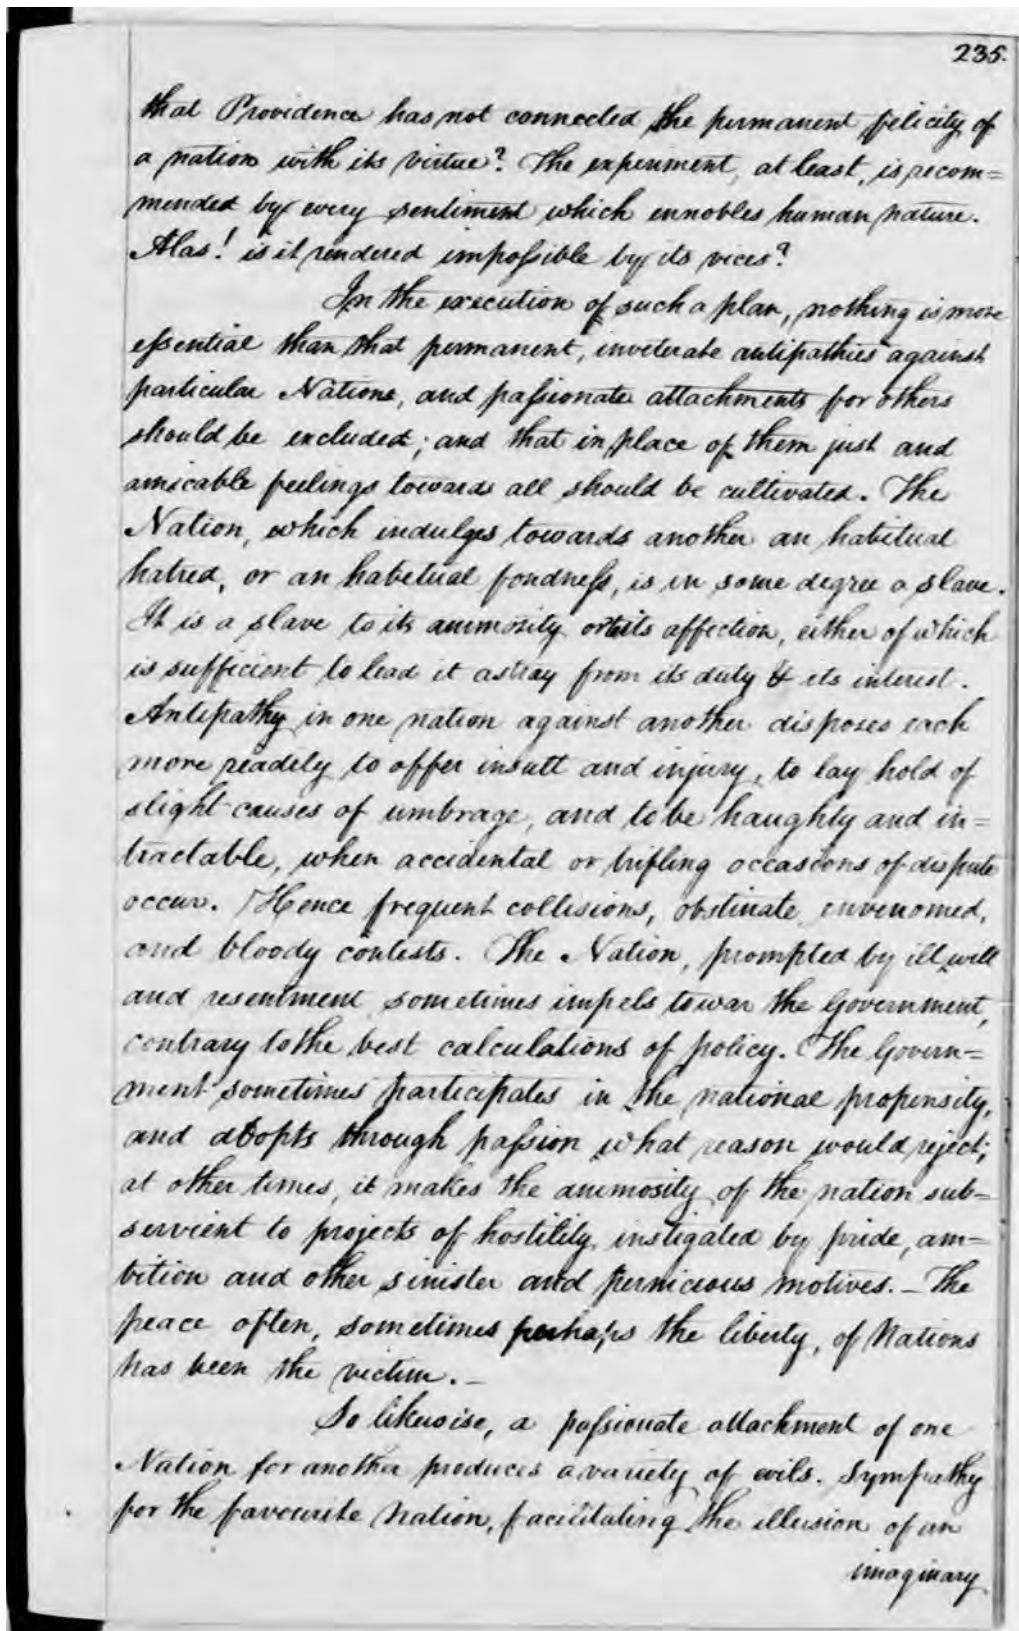 235.
that Providence has not connected the permanent felicity of
a nation with its virtue? The experiment, at least, is recom=
mended by every sentiment which ennobles human nature.
Alas! is it rendered impossible by its vices?
In the execution of such a plan, nothing is more
essential than that permanent, inveterate antipathies against
particular Nations, and passionate attachments for others
should be excluded; and that in place of them just and
amicable feelings towards all should be cultivated. The
Nation, which indulges towards another an habitual
hatred, or an habitual fondness, is in some degree a slave.
It is a slave to its animosity or to its affection, either of which
is sufficient to lead it astray from its duty & its interest.
Antipathy in one nation against another disposes each
more readily to offer insult and injury, to lay hold of
slight causes of umbrage, and to be haughty and in=
tractable, when accidental or trifling occasions of dispute
occur. Hence frequent collisions, obstinate, envenomed,
and bloody contests. The Nation, prompted by ill will
and resentment sometimes impels to war the Government,
contrary to the best calculations of policy. The Govern=
ment sometimes participates in the national propensity,
and adopts through passion what reason would reject;
at other times, it makes the animosity of the nation sub=
servient to projects of hostility instigated by pride, am=
bition and other sinister and pernicious motives. — The
peace often, sometimes perhaps the liberty, of Nations
has been the victim. —
So likewise, a passionate attachment of one
Nation for another produces a variety of evils. Sympathy
for the favourite Nation, facilitating the illusion of an
imaginary